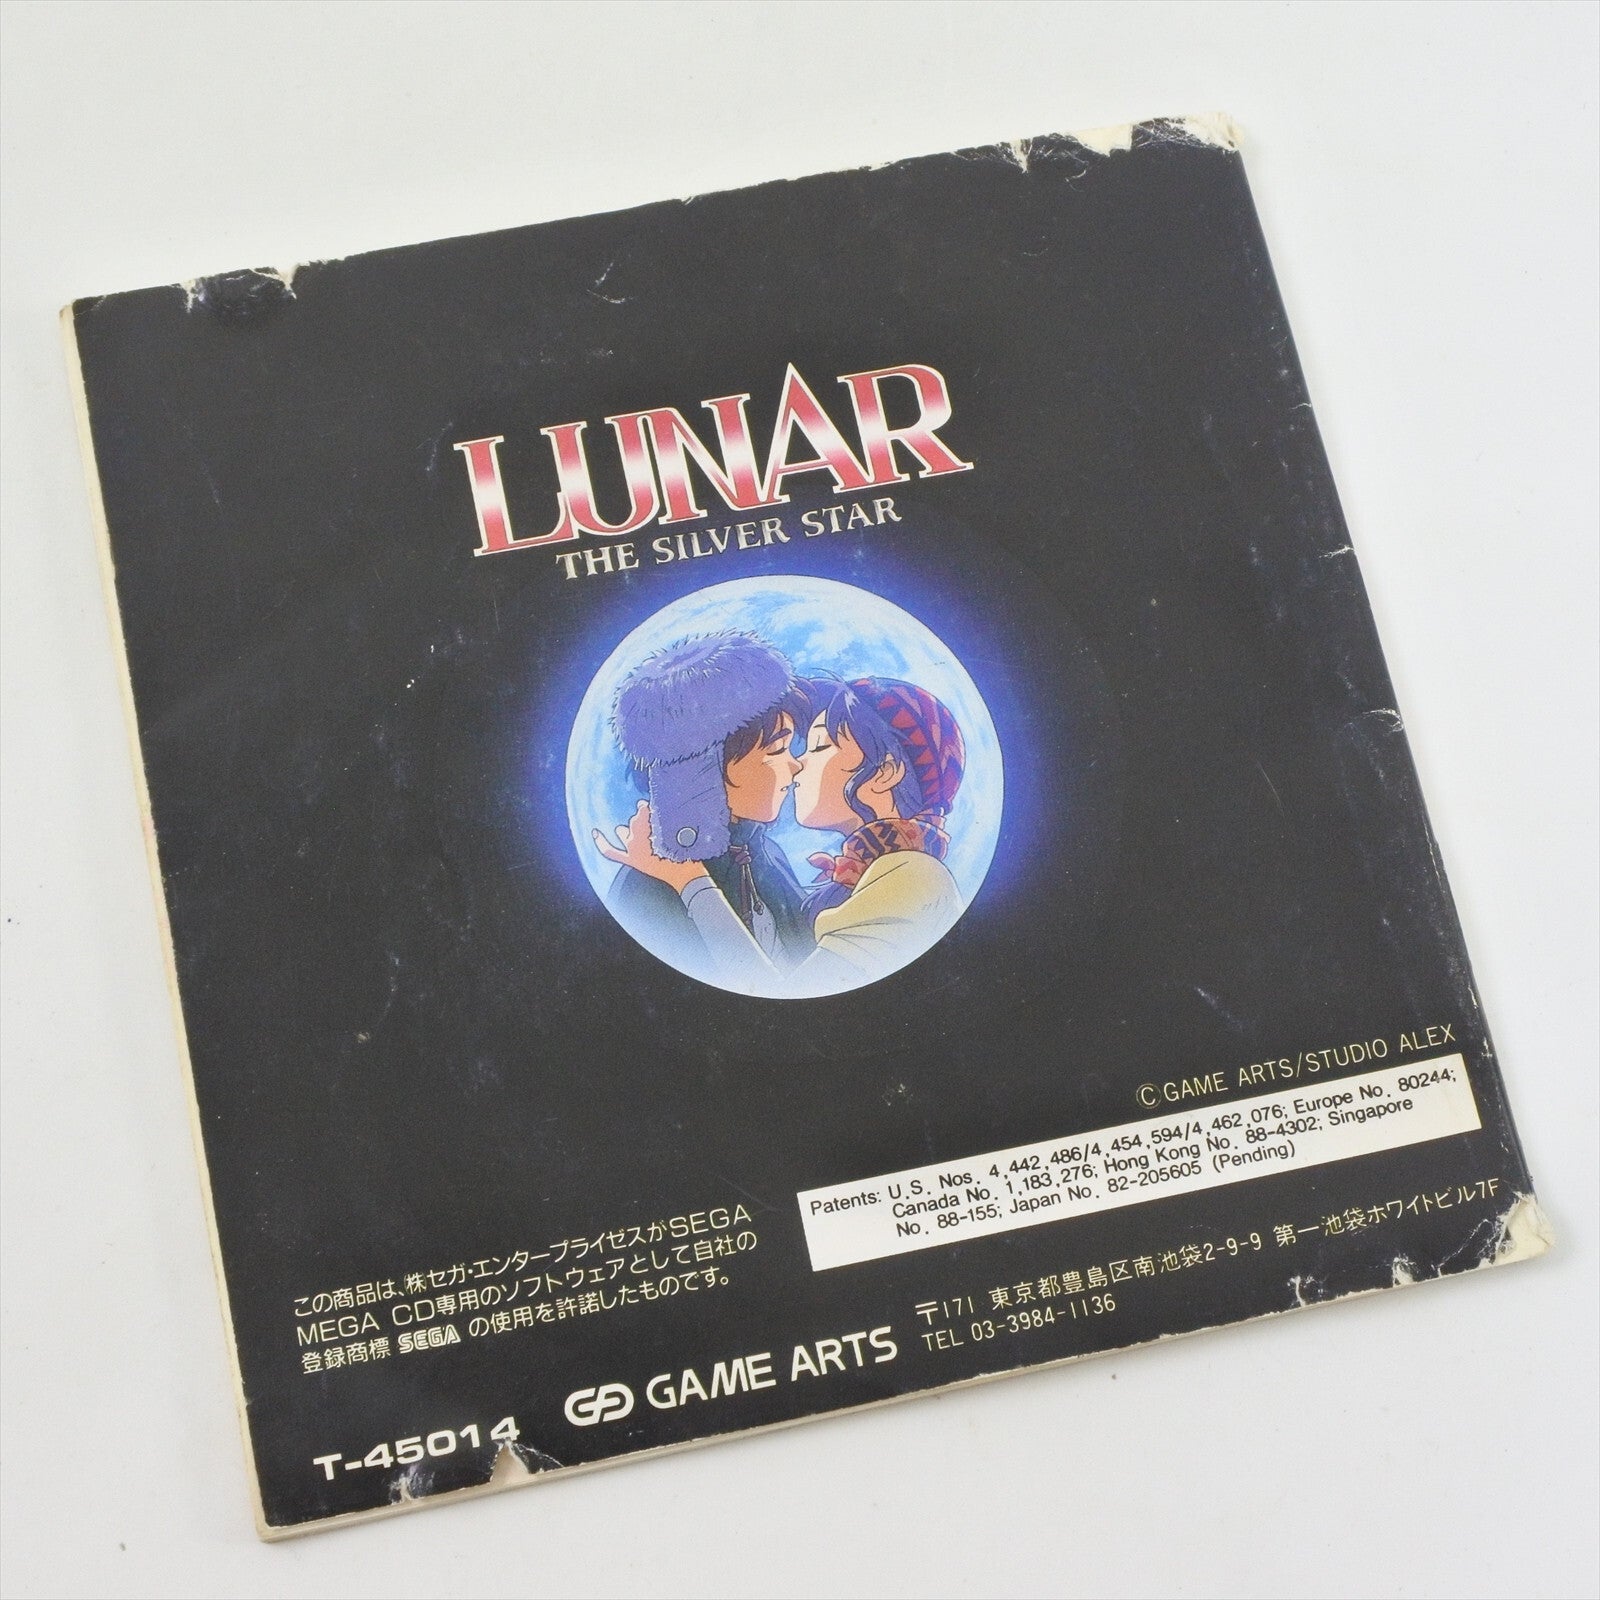 LUNAR
THE SILVER STAR
©GAME ARTS/STUDIO ALEX
Patents: U.S. Nos. 4,442,486/4,454,594/4,462,076; Europe No. 80244;
Canada No. 1,183,276; Hong Kong No. 88-4302; Singapore
No. 88-155; Japan No. 82-205605 (Pending)
この商品は、㈱セガ・エンタープライゼスがSEGA
MEGA CD専用のソフトウェアとして自社の
登録商標 SEGA の使用を許諾したものです。
GAME ARTS
〒171 東京都豊島区南池袋2-9-9 第一池袋ホワイトビル7F
TEL 03-3984-1136
T-45014